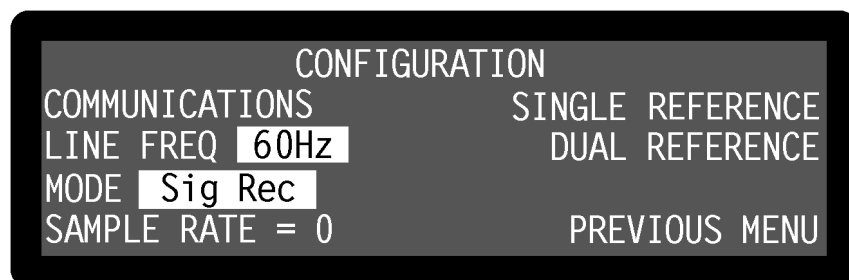 CONFIGURATION
COMMUNICATIONS SINGLE REFERENCE
LINE FREQ 60Hz DUAL REFERENCE
MODE Sig Rec
SAMPLE RATE = 0 PREVIOUS MENU